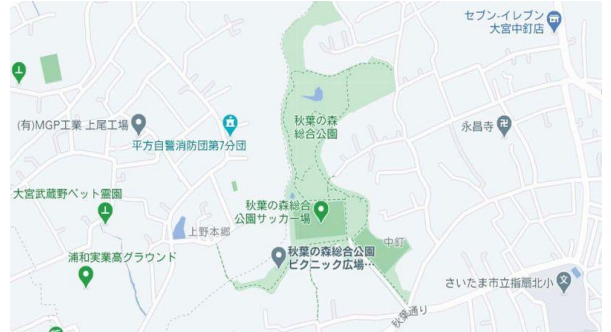 セブン-イレブン
大宮中釘店
秋葉の森
総合公園
(有)MGP工業 上尾工場
平方自警消防団第7分団
永昌寺
卍
大宮武蔵野ペット霊園
秋葉の森総合
公園サッカー場
上野本郷
中釘
浦和実業高グラウンド
秋葉の森総合公園
ピクニック広場…
さいたま市立指扇北小
文
秋葉通り